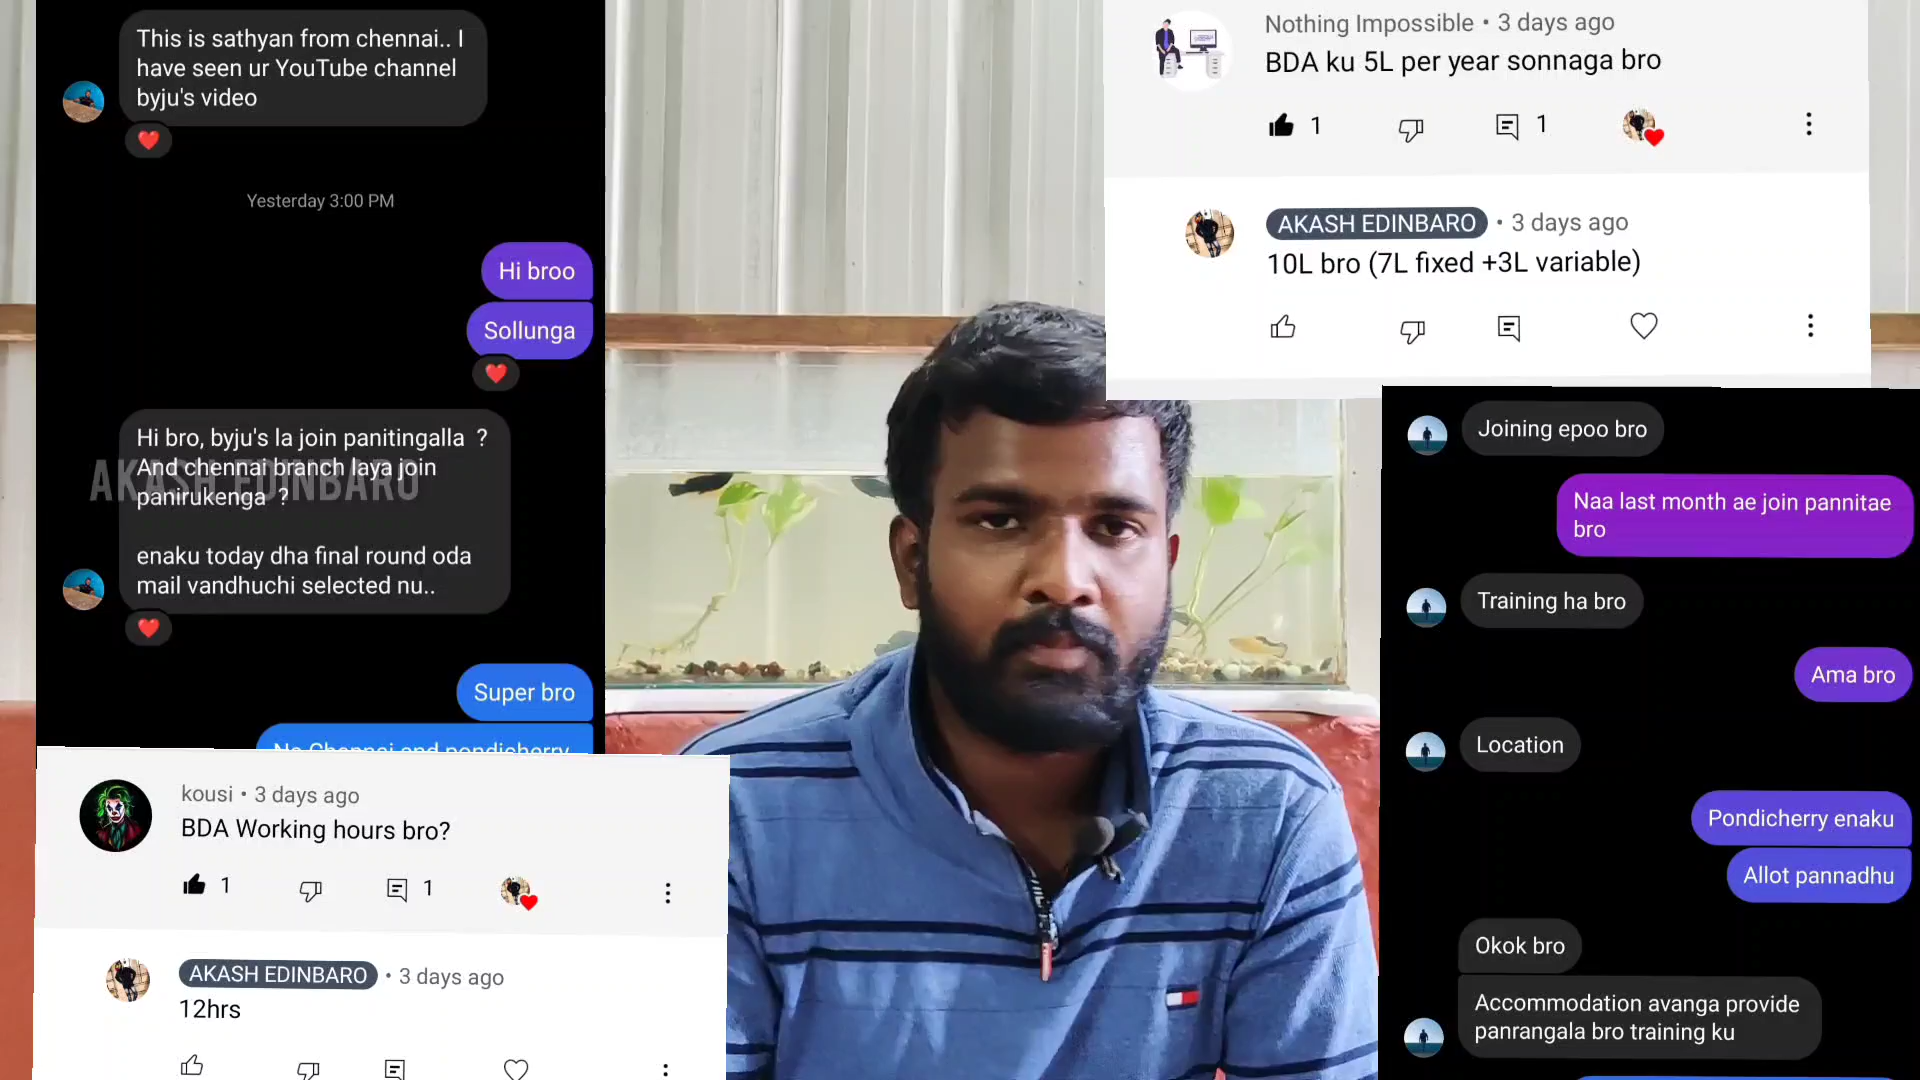 This is sathyan from chennai.. I
have seen ur YouTube channel
byju's video
Yesterday 3:00 PM
Hi broo
Sollunga
Hi bro, byju's la join panitingalla ?
And chennai branch laya join
panirukenga ?
enaku today dha final round oda
mail vandhuchi selected nu..
AKASH EDINBARO
Super bro
No Chennai and pondicherry
kousi • 3 days ago
BDA Working hours bro?
1
1
AKASH EDINBARO • 3 days ago
12hrs
Nothing Impossible • 3 days ago
BDA ku 5L per year sonnaga bro
1
1
AKASH EDINBARO • 3 days ago
10L bro (7L fixed +3L variable)
Joining epoo bro
Naa last month ae join pannitae
bro
Training ha bro
Ama bro
Location
Pondicherry enaku
Allot pannadhu
Okok bro
Accommodation avanga provide
panrangala bro training ku